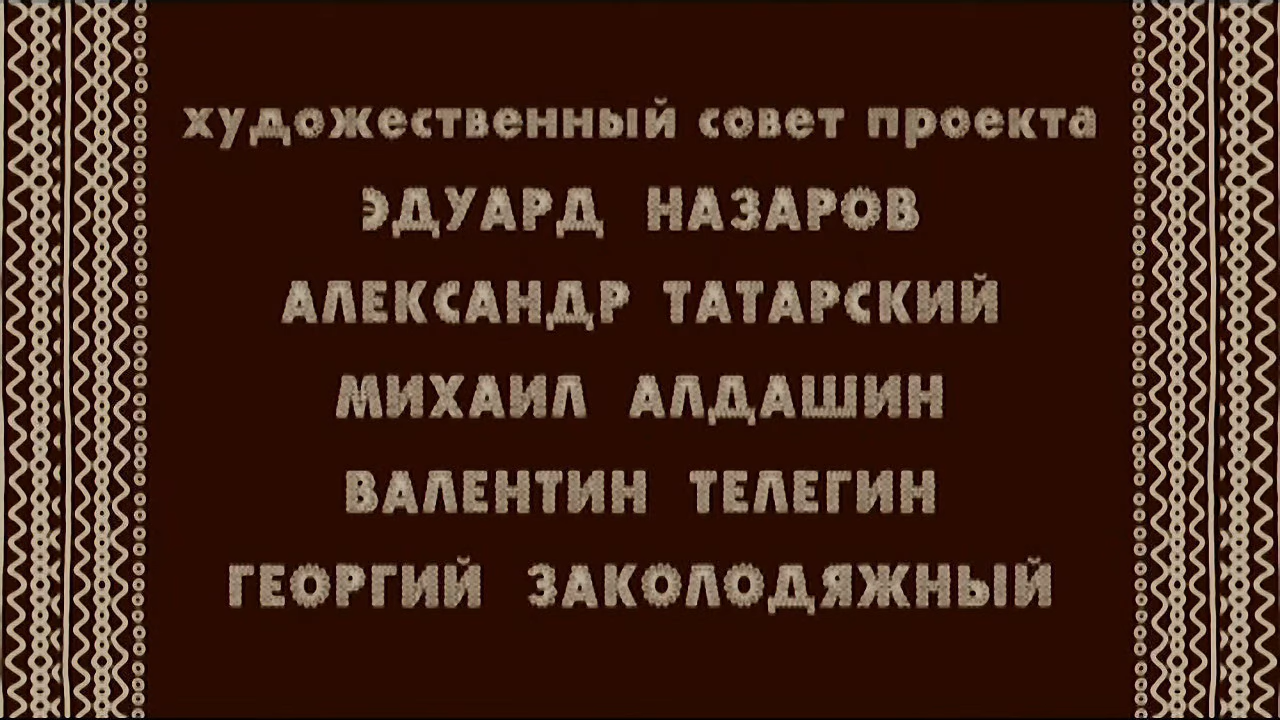 художественный совет проекта
ЭДУАРД НАЗАРОВ
АЛЕКСАНДР ТАТАРСКИЙ
МИХАИЛ АЛДАШИН
ВАЛЕНТИН ТЕЛЕГИН
ГЕОРГИЙ ЗАКОЛОДЯЖНЫЙ